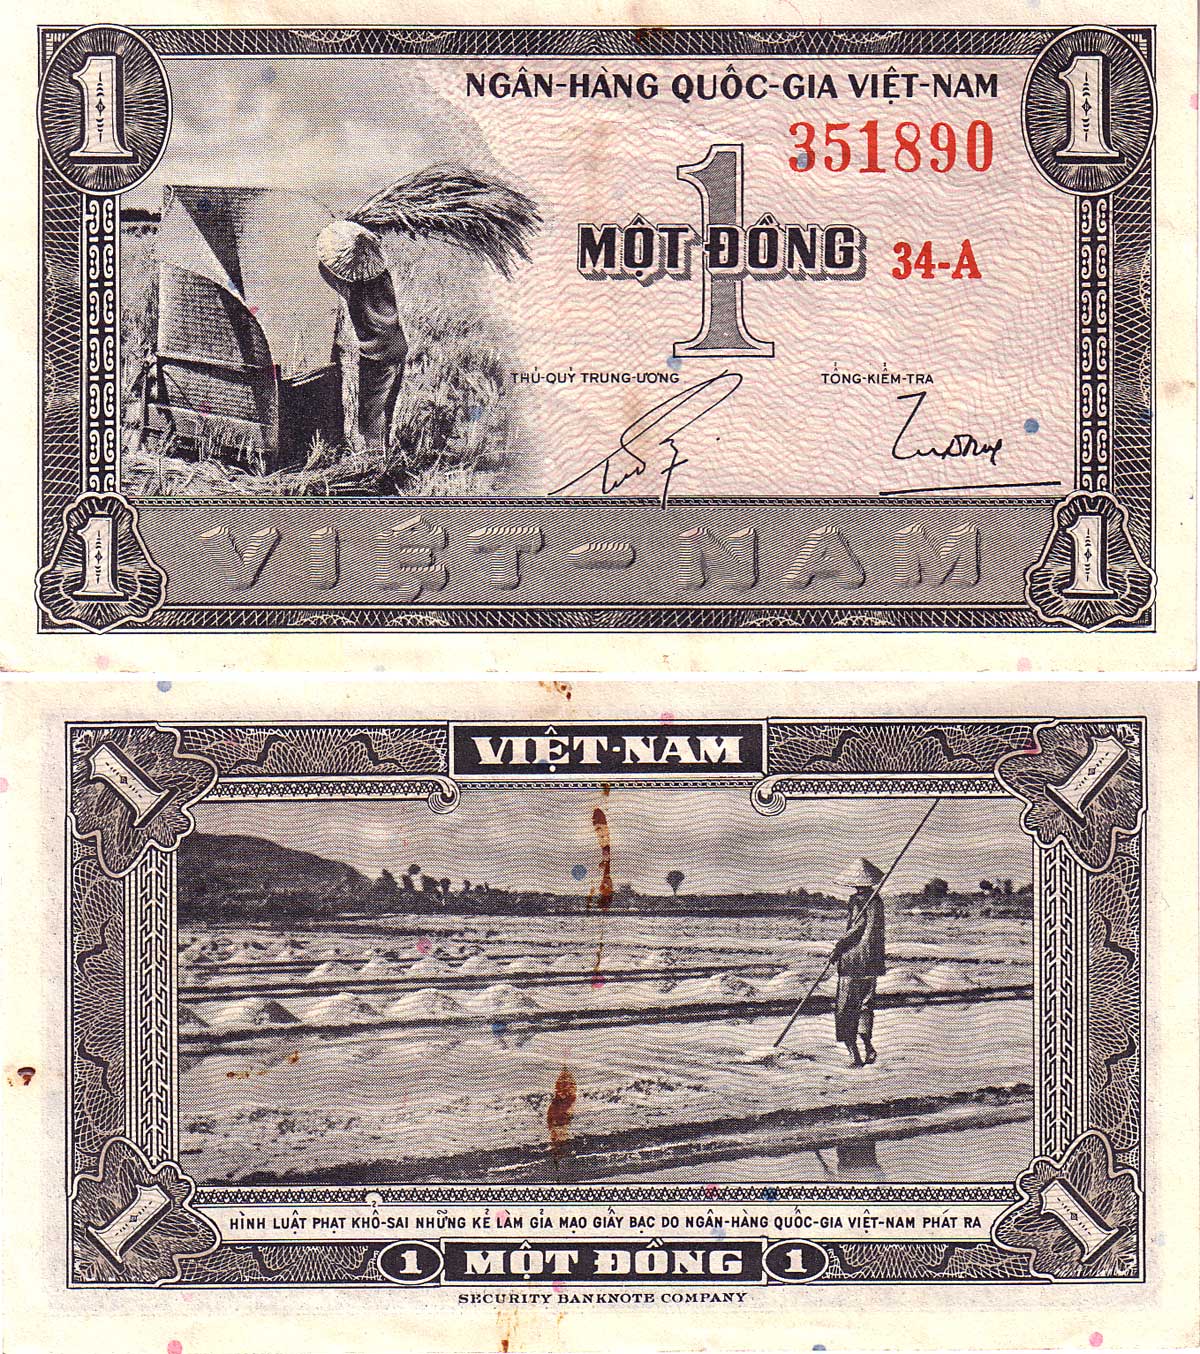 1 1
NGÂN-HÀNG QUỐC-GIA VIỆT-NAM
351890
1
MỘT ĐỒNG
34-A
THỦ-QUỸ TRUNG-ƯƠNG TỔNG-KIỂM-TRA
1 VIỆT-NAM 1
1 VIỆT-NAM 1
HÌNH LUẬT PHẠT KHỔ-SAI NHỮNG KẺ LÀM GIẢ MẠO GIẤY BẠC DO NGÂN-HÀNG QUỐC-GIA VIỆT-NAM PHÁT RA
1 1 MỘT ĐỒNG 1 1
SECURITY BANKNOTE COMPANY